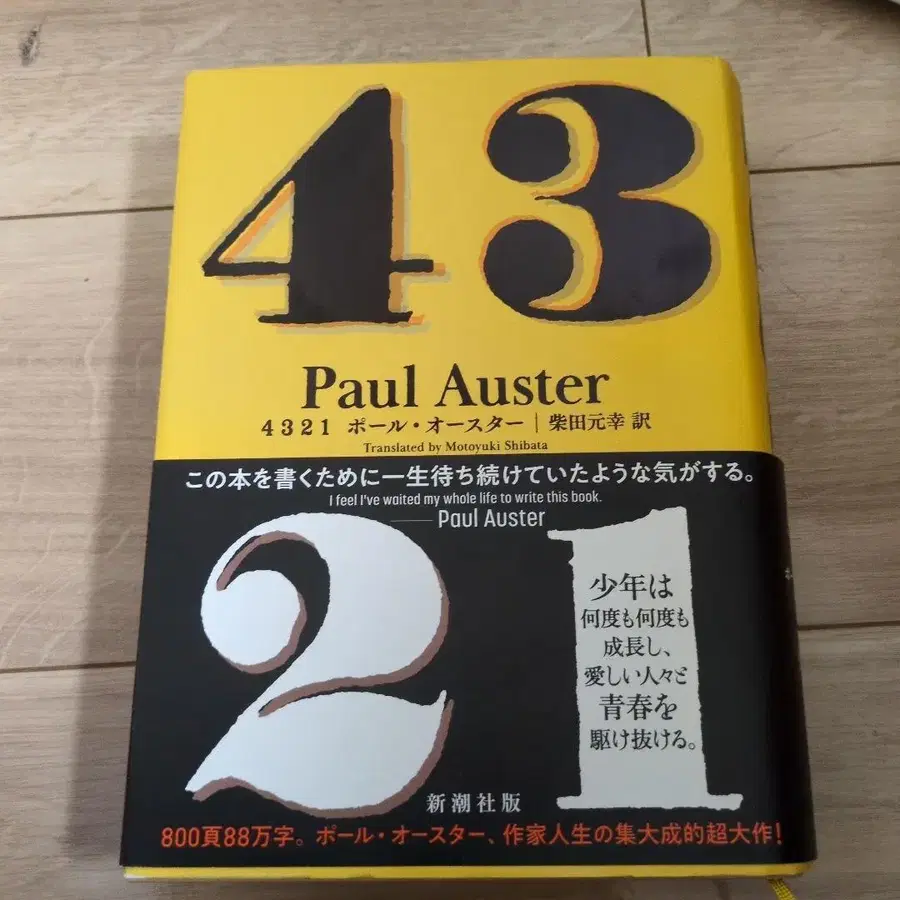 43
Paul Auster
4321 ポール・オースター｜柴田元幸 訳
Translated by Motoyuki Shibata
この本を書くために一生待ち続けていたような気がする。
I feel I've waited my whole life to write this book.
—— Paul Auster
21
少年は
何度も何度も
成長し、
愛しい人々と
青春を
駆け抜ける。
新潮社版
800頁88万字。ポール・オースター、作家人生の集大成的超大作！